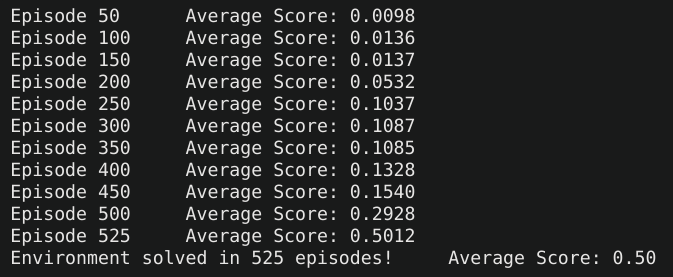 Episode 50 Average Score: 0.0098
Episode 100 Average Score: 0.0136
Episode 150 Average Score: 0.0137
Episode 200 Average Score: 0.0532
Episode 250 Average Score: 0.1037
Episode 300 Average Score: 0.1087
Episode 350 Average Score: 0.1085
Episode 400 Average Score: 0.1328
Episode 450 Average Score: 0.1540
Episode 500 Average Score: 0.2928
Episode 525 Average Score: 0.5012
Environment solved in 525 episodes! Average Score: 0.50